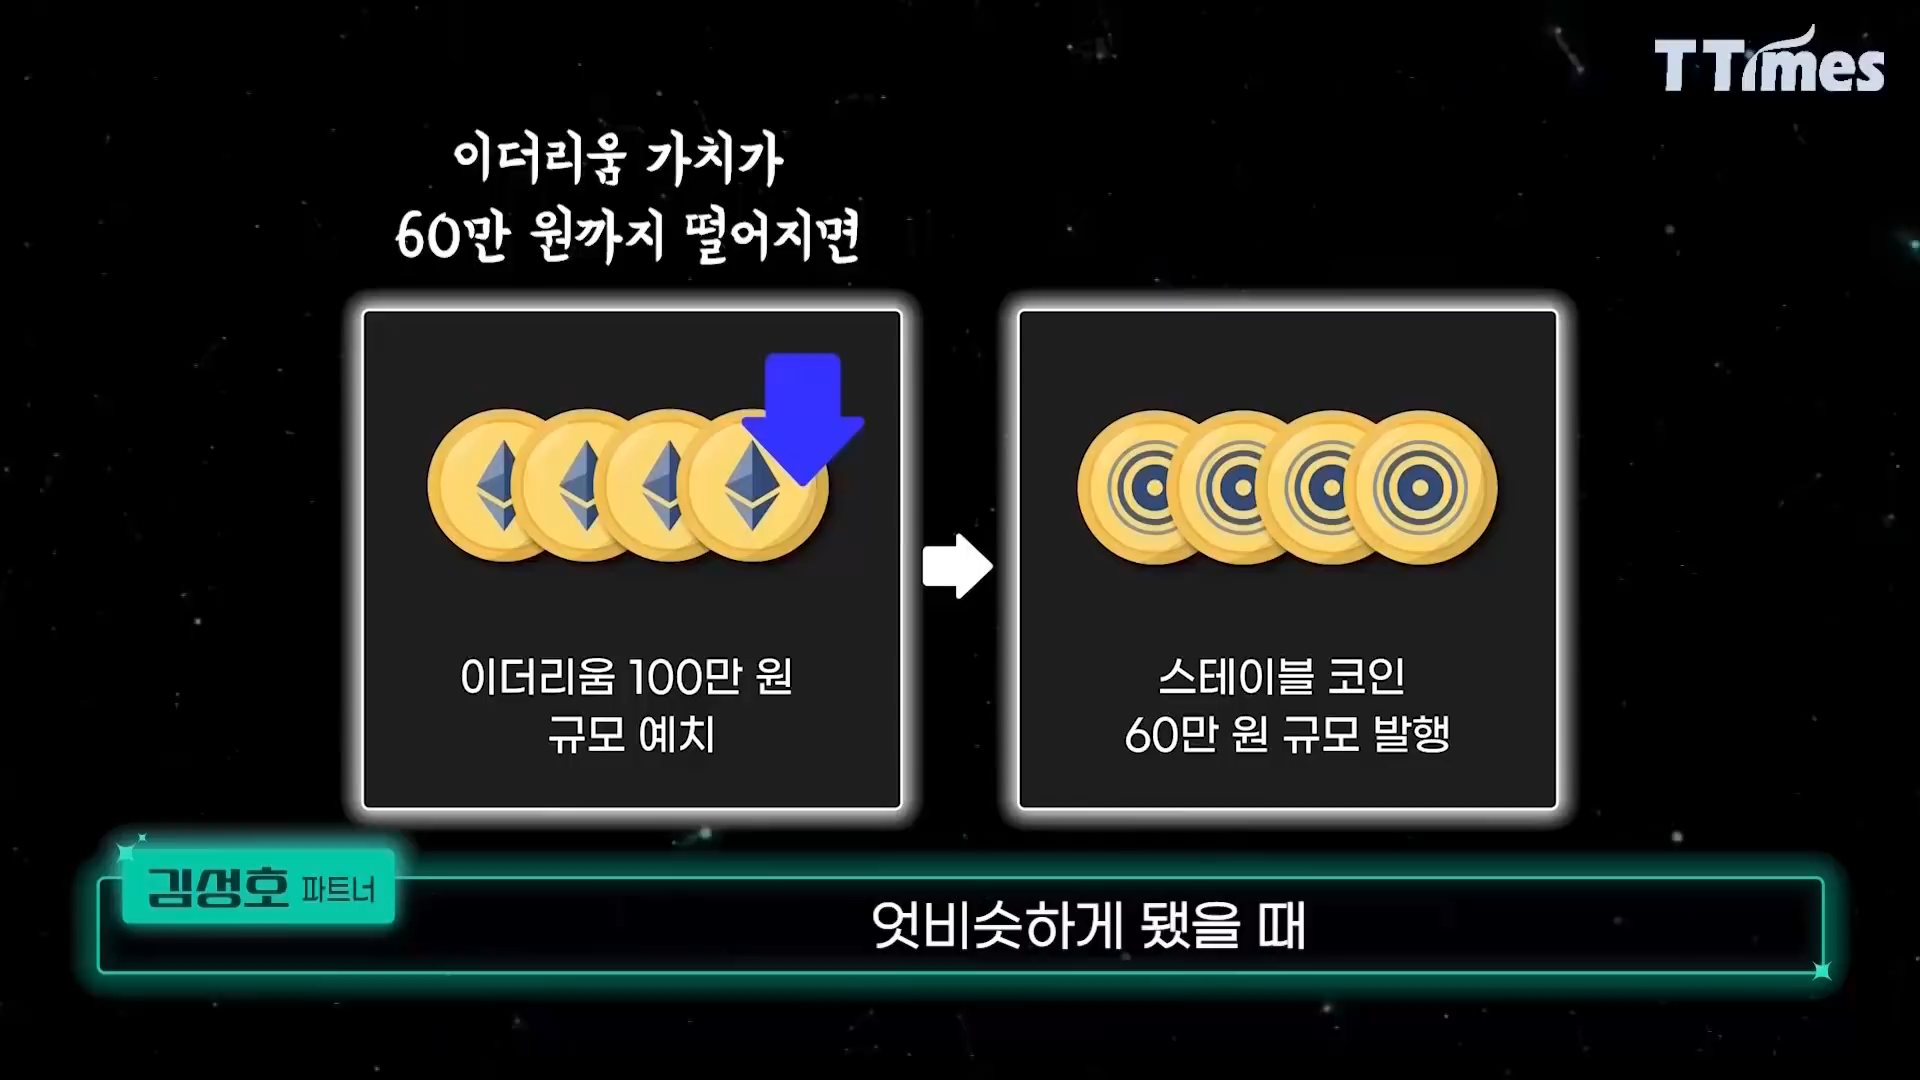 TTimes
이더리움 가치가
60만 원까지 떨어지면
이더리움 100만 원
규모 예치
스테이블 코인
60만 원 규모 발행
김성호 파트너
엇비슷하게 됐을 때